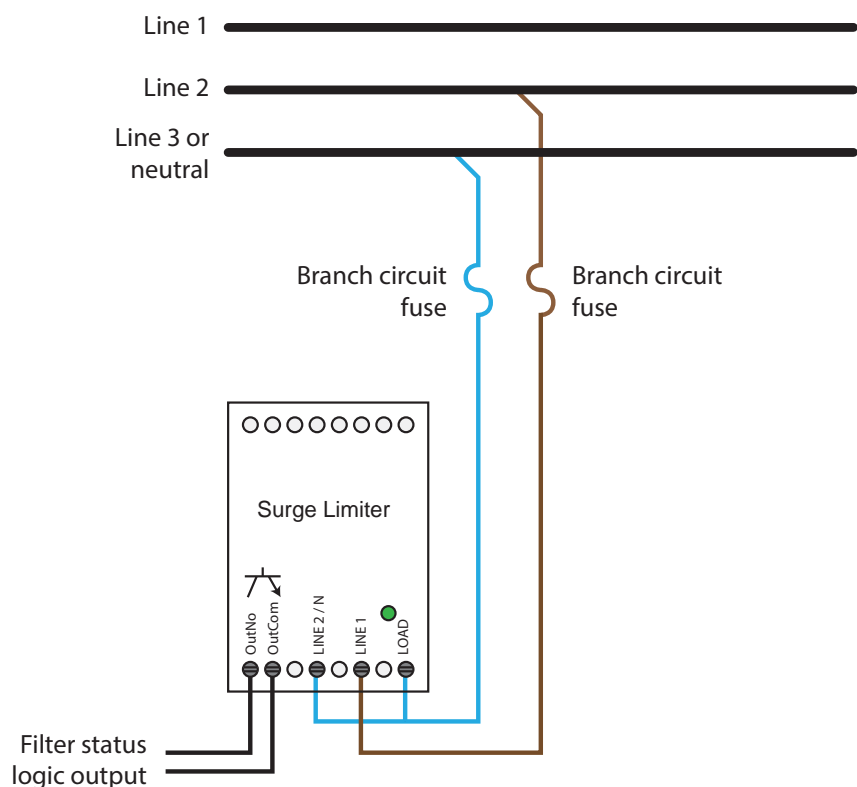 Line 1
Line 2
Line 3 or
neutral
Branch circuit
fuse
Branch circuit
fuse
Surge Limiter
OutNo
OutCom
LINE 2 / N
LINE 1
LOAD
Filter status
logic output